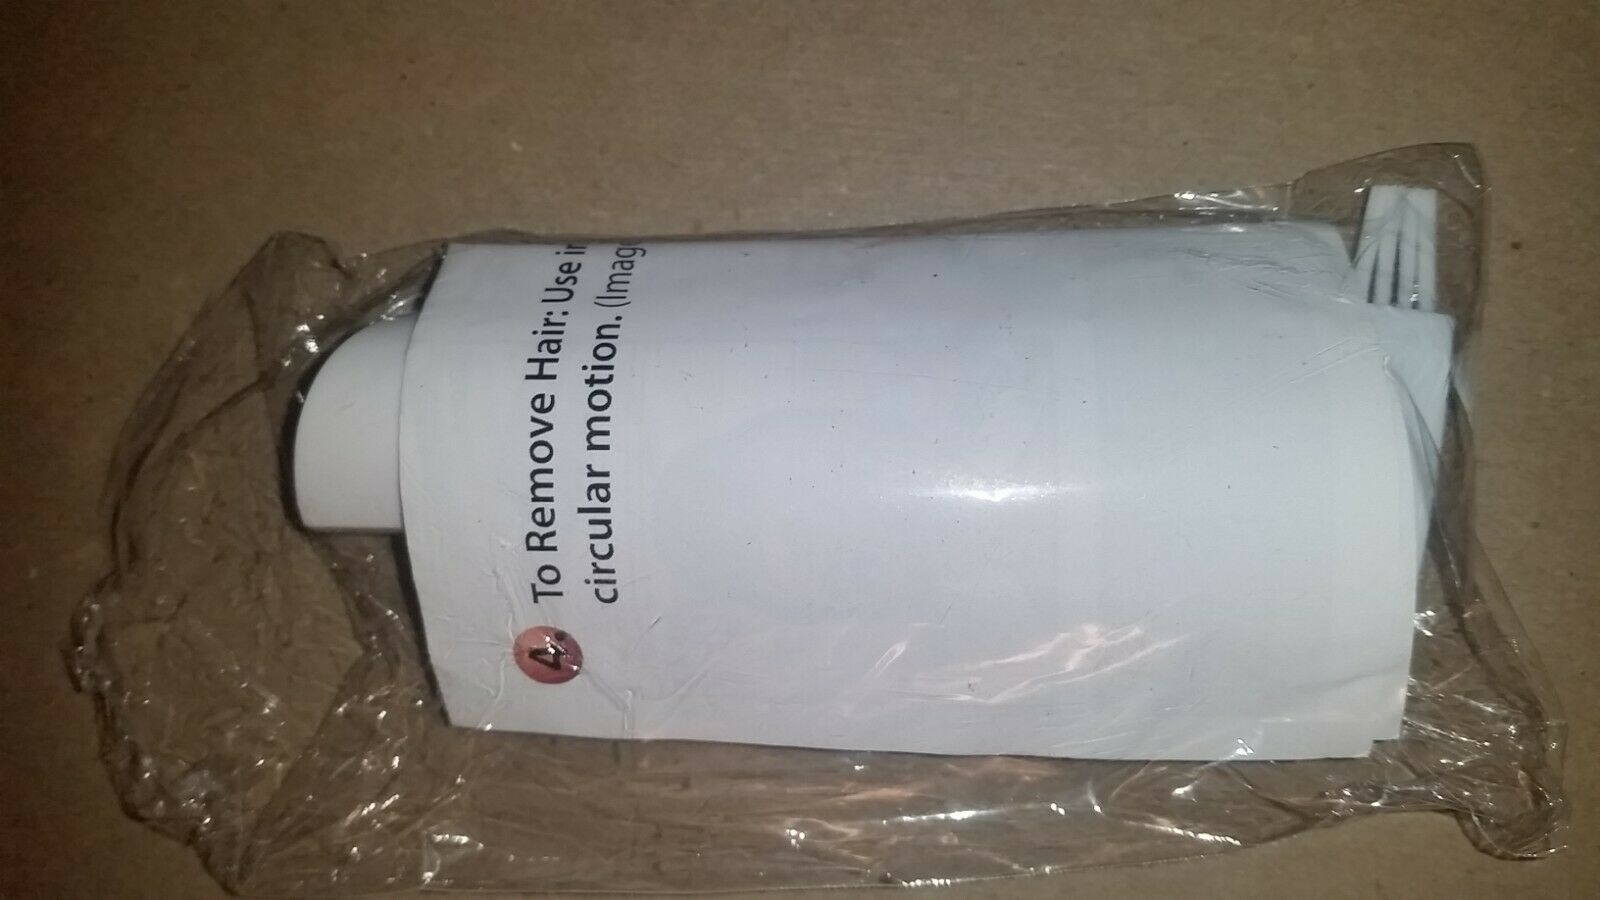 4. To Remove Hair: Use
circular motion. (Imag